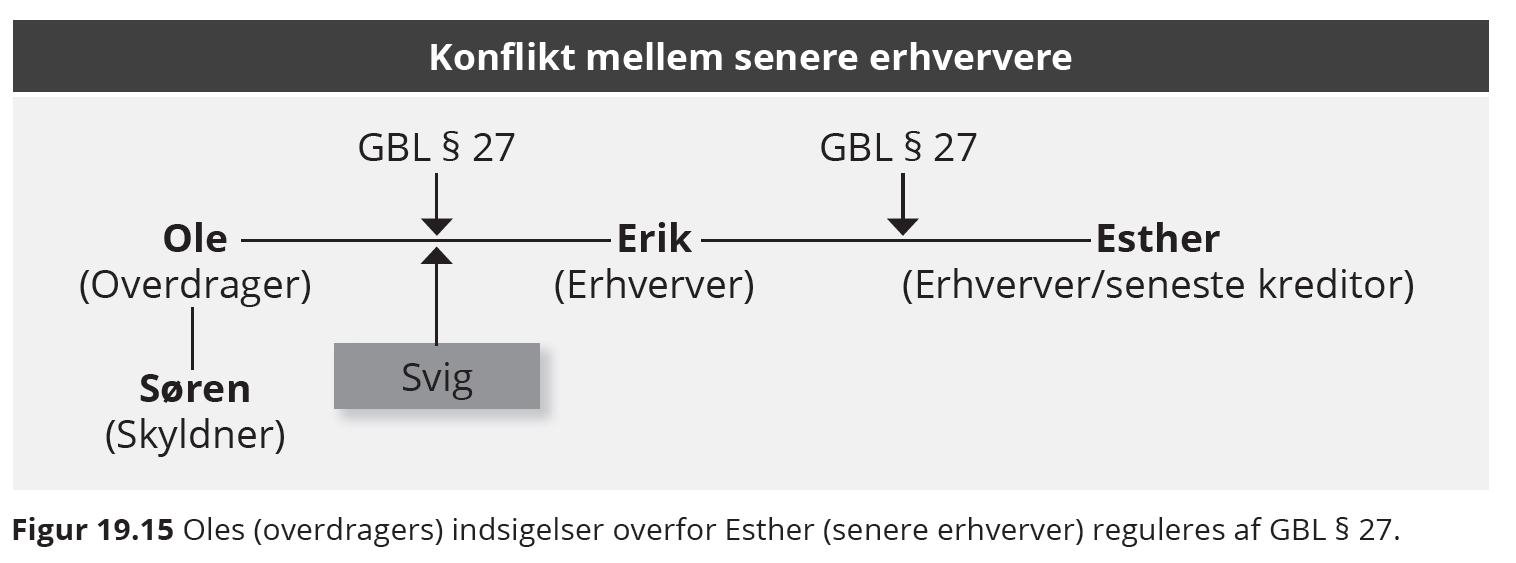 Konflikt mellem senere erhververe
GBL § 27 GBL § 27
Ole Erik Esther
(Overdrager) (Erhverver) (Erhverver/seneste kreditor)
Svig
Søren
(Skyldner)
Figur 19.15 Oles (overdragers) indsigelser overfor Esther (senere erhverver) reguleres af GBL § 27.